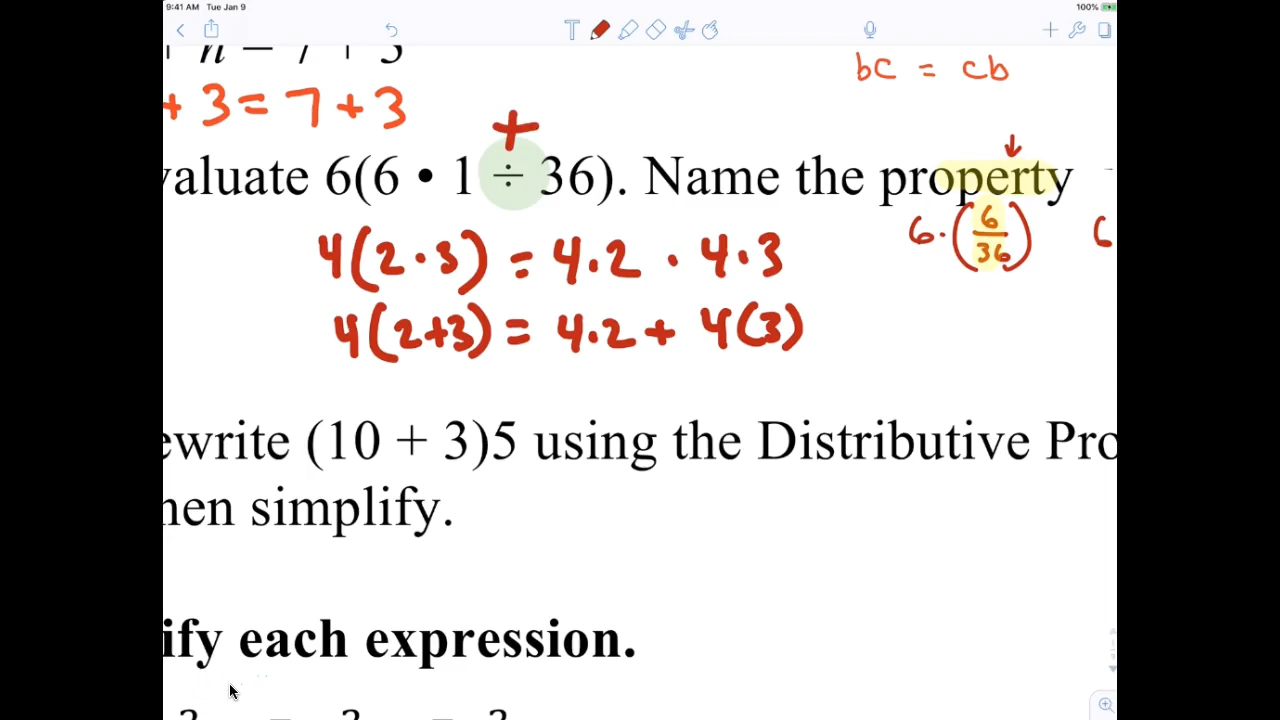 9:41 AM Tue Jan 9
100%
+ n = 7 + 3
bc = cb
+ 3 = 7 + 3
+
valuate 6(6 • 1 ÷ 36). Name the property
6·(6/36)
4(2·3) = 4·2 · 4·3
4(2+3) = 4·2 + 4(3)
ewrite (10 + 3)5 using the Distributive Pro
hen simplify.
ify each expression.